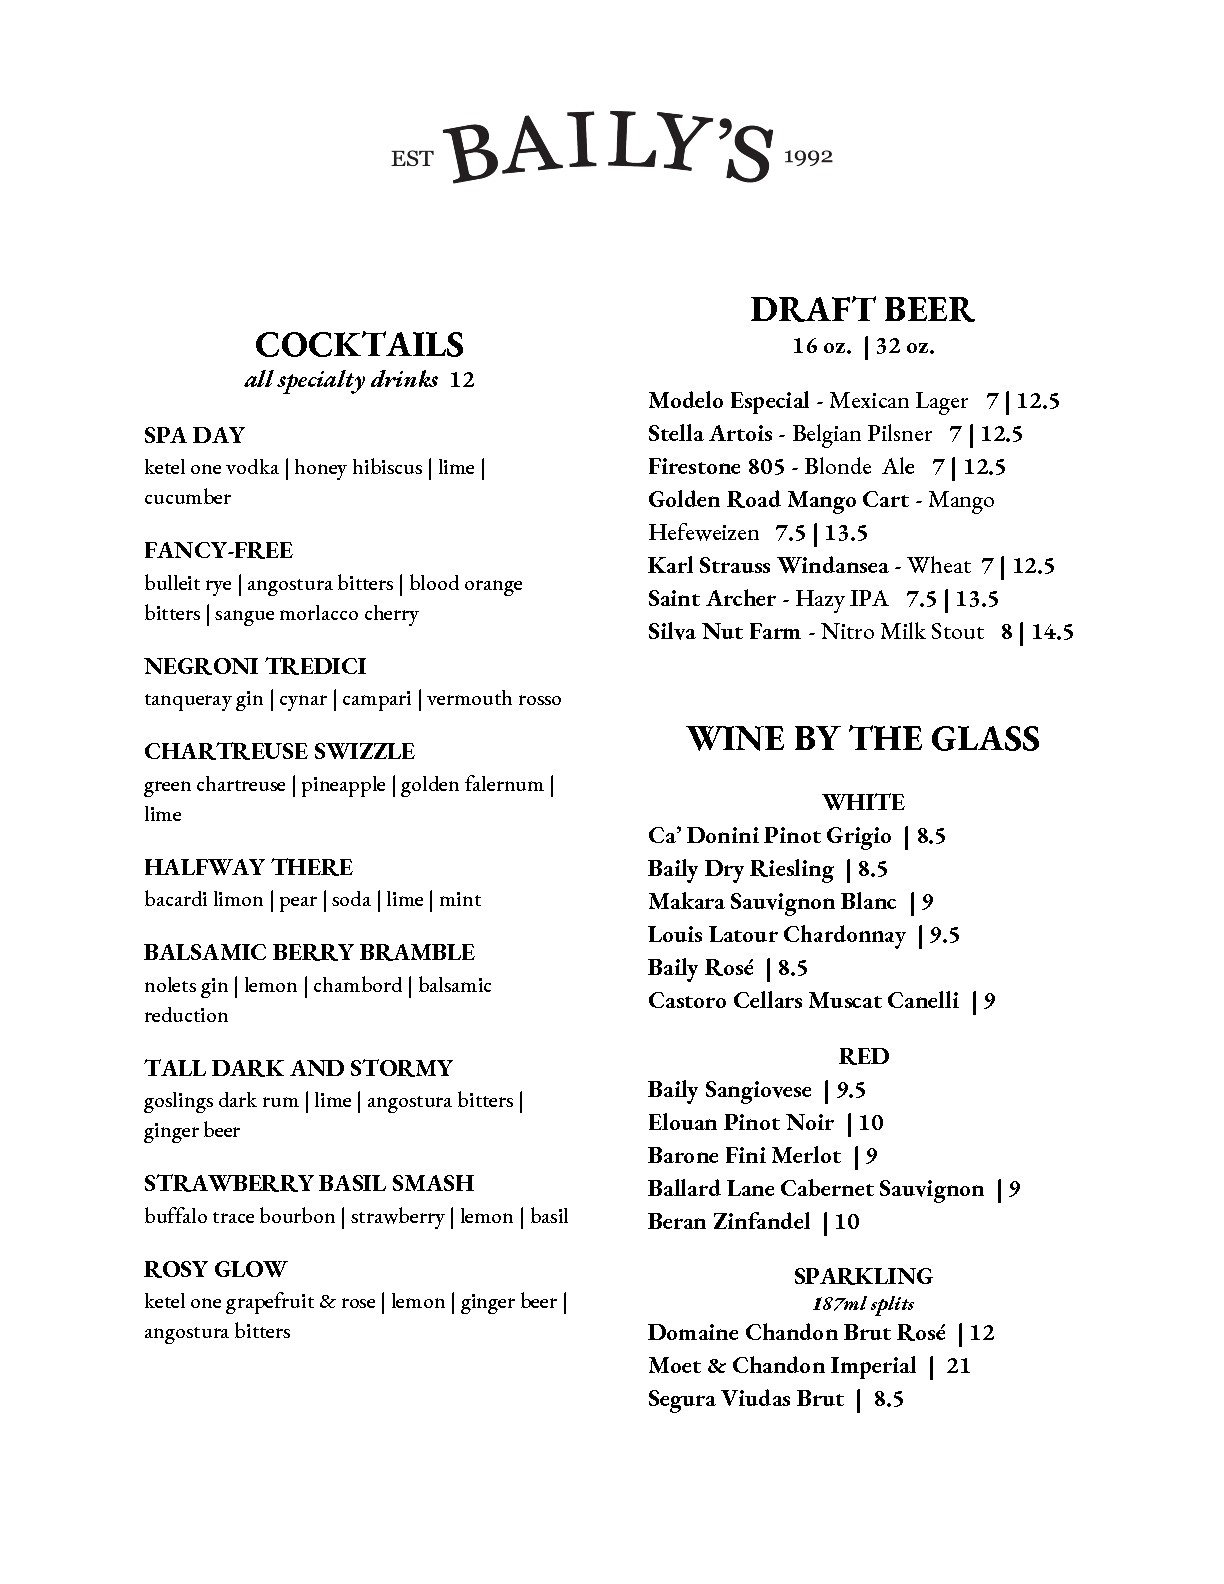 EST BAILY'S 1992
COCKTAILS
all specialty drinks 12
SPA DAY
ketel one vodka | honey hibiscus | lime |
cucumber
FANCY-FREE
bulleit rye | angostura bitters | blood orange
bitters | sangue morlacco cherry
NEGRONI TREDICI
tanqueray gin | cynar | campari | vermouth rosso
CHARTREUSE SWIZZLE
green chartreuse | pineapple | golden falernum |
lime
HALFWAY THERE
bacardi limon | pear | soda | lime | mint
BALSAMIC BERRY BRAMBLE
nolets gin | lemon | chambord | balsamic
reduction
TALL DARK AND STORMY
goslings dark rum | lime | angostura bitters |
ginger beer
STRAWBERRY BASIL SMASH
buffalo trace bourbon | strawberry | lemon | basil
ROSY GLOW
ketel one grapefruit & rose | lemon | ginger beer |
angostura bitters
DRAFT BEER
16 oz. | 32 oz.
Modelo Especial - Mexican Lager 7 | 12.5
Stella Artois - Belgian Pilsner 7 | 12.5
Firestone 805 - Blonde Ale 7 | 12.5
Golden Road Mango Cart - Mango
Hefeweizen 7.5 | 13.5
Karl Strauss Windansea - Wheat 7 | 12.5
Saint Archer - Hazy IPA 7.5 | 13.5
Silva Nut Farm - Nitro Milk Stout 8 | 14.5
WINE BY THE GLASS
WHITE
Ca’ Donini Pinot Grigio | 8.5
Baily Dry Riesling | 8.5
Makara Sauvignon Blanc | 9
Louis Latour Chardonnay | 9.5
Baily Rosé | 8.5
Castoro Cellars Muscat Canelli | 9
RED
Baily Sangiovese | 9.5
Elouan Pinot Noir | 10
Barone Fini Merlot | 9
Ballard Lane Cabernet Sauvignon | 9
Beran Zinfandel | 10
SPARKLING
187ml splits
Domaine Chandon Brut Rosé | 12
Moet & Chandon Imperial | 21
Segura Viudas Brut | 8.5